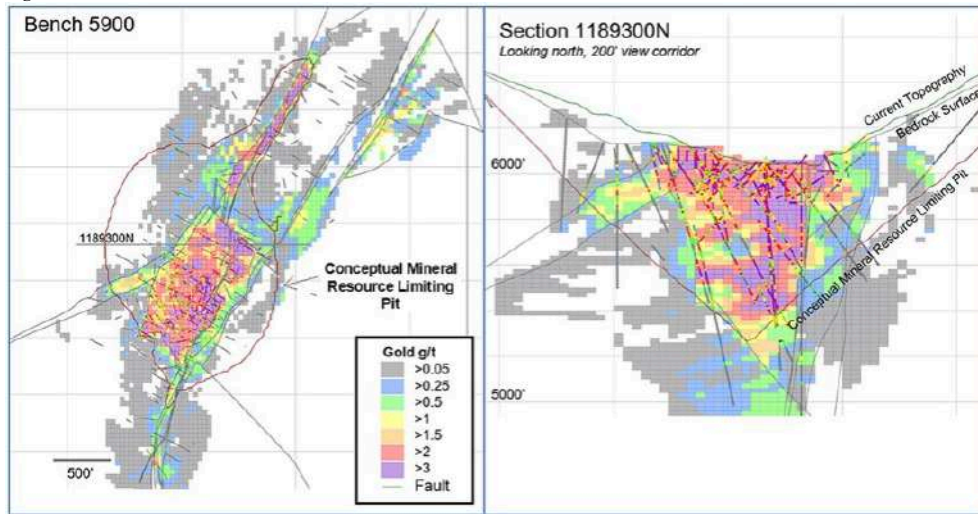 Bench 5900
1189300N
Conceptual Mineral
Resource Limiting
Pit
500'
Gold g/t
>0.05
>0.25
>0.5
>1
>1.5
>2
>3
Fault
Section 1189300N
Looking north, 200' view corridor
Current Topography
Bedrock Surface
6000'
Conceptual Mineral Resource Limiting Pit
5000'